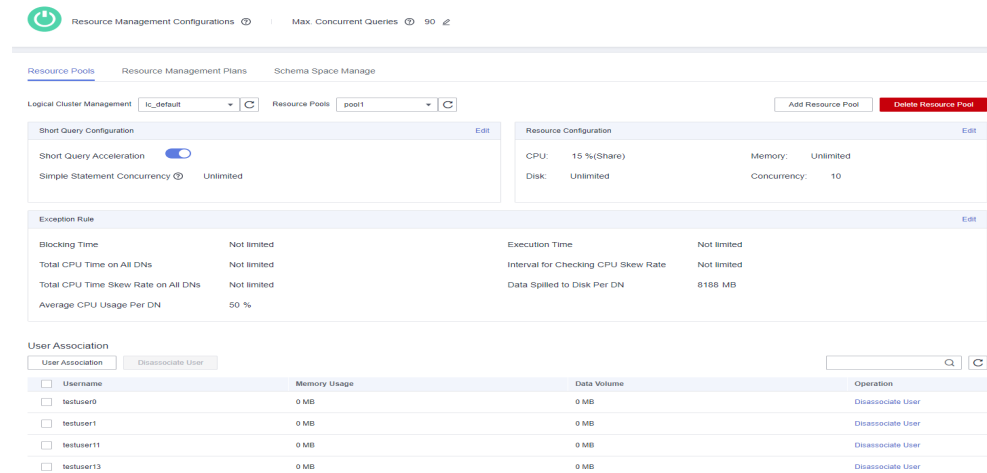 Resource Management Configurations Max. Concurrent Queries 90
Resource Pools Resource Management Plans Schema Space Manage
Logical Cluster Management lc_default Resource Pools pool1 Add Resource Pool Delete Resource Pool
Short Query Configuration Edit Resource Configuration Edit
Short Query Acceleration CPU: 15 %(Share) Memory: Unlimited
Simple Statement Concurrency Unlimited Disk: Unlimited Concurrency: 10
Exception Rule Edit
Blocking Time Not limited Execution Time Not limited
Total CPU Time on All DNs Not limited Interval for Checking CPU Skew Rate Not limited
Total CPU Time Skew Rate on All DNs Not limited Data Spilled to Disk Per DN 8188 MB
Average CPU Usage Per DN 50 %
User Association
User Association Disassociate User
Username Memory Usage Data Volume Operation
testuser0 0 MB 0 MB Disassociate User
testuser1 0 MB 0 MB Disassociate User
testuser11 0 MB 0 MB Disassociate User
testuser13 0 MB 0 MB Disassociate User